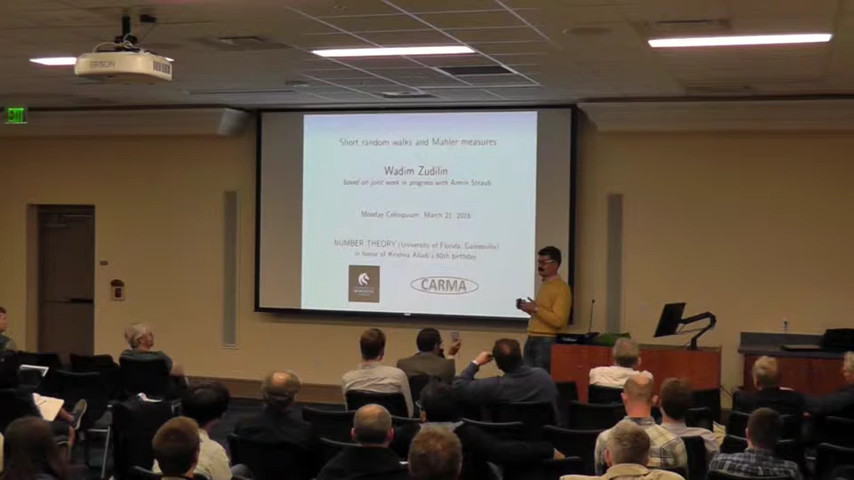 EPSON
EXIT
Short random walks and Mahler measures
Wadim Zudilin
based on joint work in progress with Armin Straub
Monday Colloquium, March 21, 2016
NUMBER THEORY (University of Florida, Gainesville)
in honor of Krishna Alladi's 60th birthday
CARMA